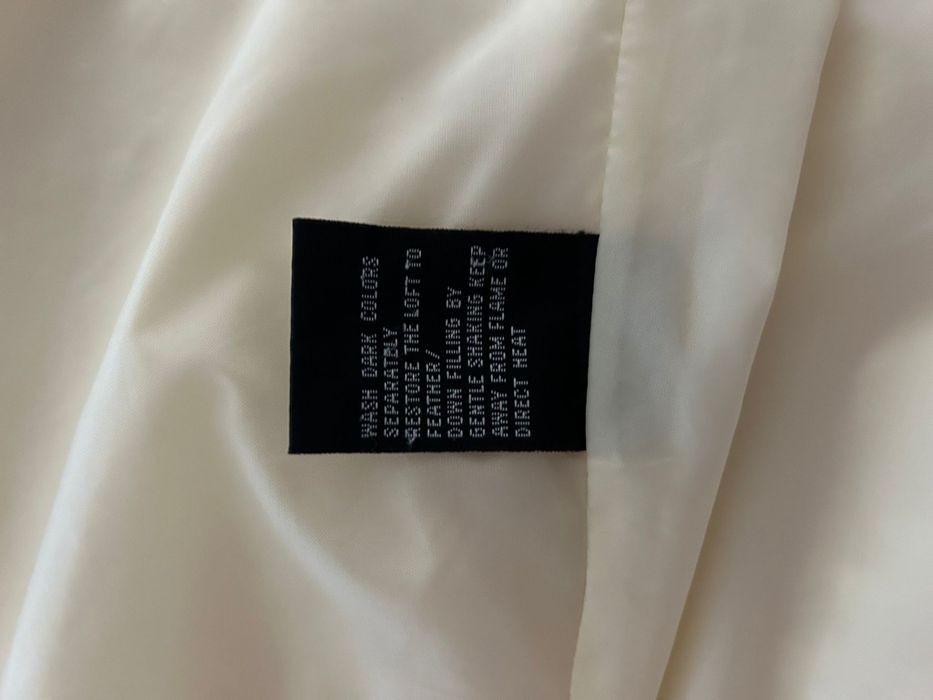 WASH DARK COLORS
SEPARATELY
RESTORE THE LOFT TO
FEATHER/
DOWN FILLING BY
GENTLE SHAKING KEEP
AWAY FROM FLAME OR
DIRECT HEAT